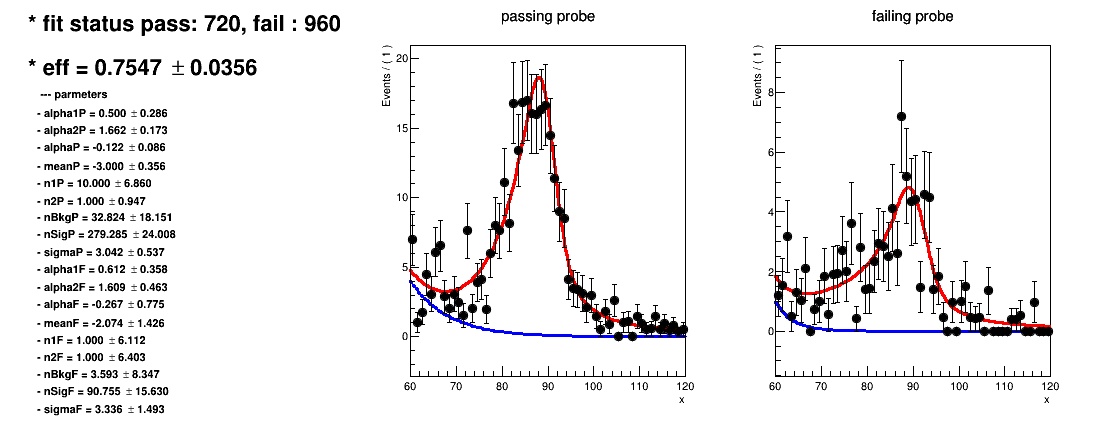 * fit status pass: 720, fail : 960
* eff = 0.7547 ± 0.0356
--- parmeters
- alpha1P = 0.500 ± 0.286
- alpha2P = 1.662 ± 0.173
- alphaP = -0.122 ± 0.086
- meanP = -3.000 ± 0.356
- n1P = 10.000 ± 6.860
- n2P = 1.000 ± 0.947
- nBkgP = 32.824 ± 18.151
- nSigP = 279.285 ± 24.008
- sigmaP = 3.042 ± 0.537
- alpha1F = 0.612 ± 0.358
- alpha2F = 1.609 ± 0.463
- alphaF = -0.267 ± 0.775
- meanF = -2.074 ± 1.426
- n1F = 1.000 ± 6.112
- n2F = 1.000 ± 6.403
- nBkgF = 3.593 ± 8.347
- nSigF = 90.755 ± 15.630
- sigmaF = 3.336 ± 1.493
passing probe
Events / ( 1 )
20
15
10
5
0
60 70 80 90 100 110 120
x
failing probe
Events / ( 1 )
8
6
4
2
0
60 70 80 90 100 110 120
x